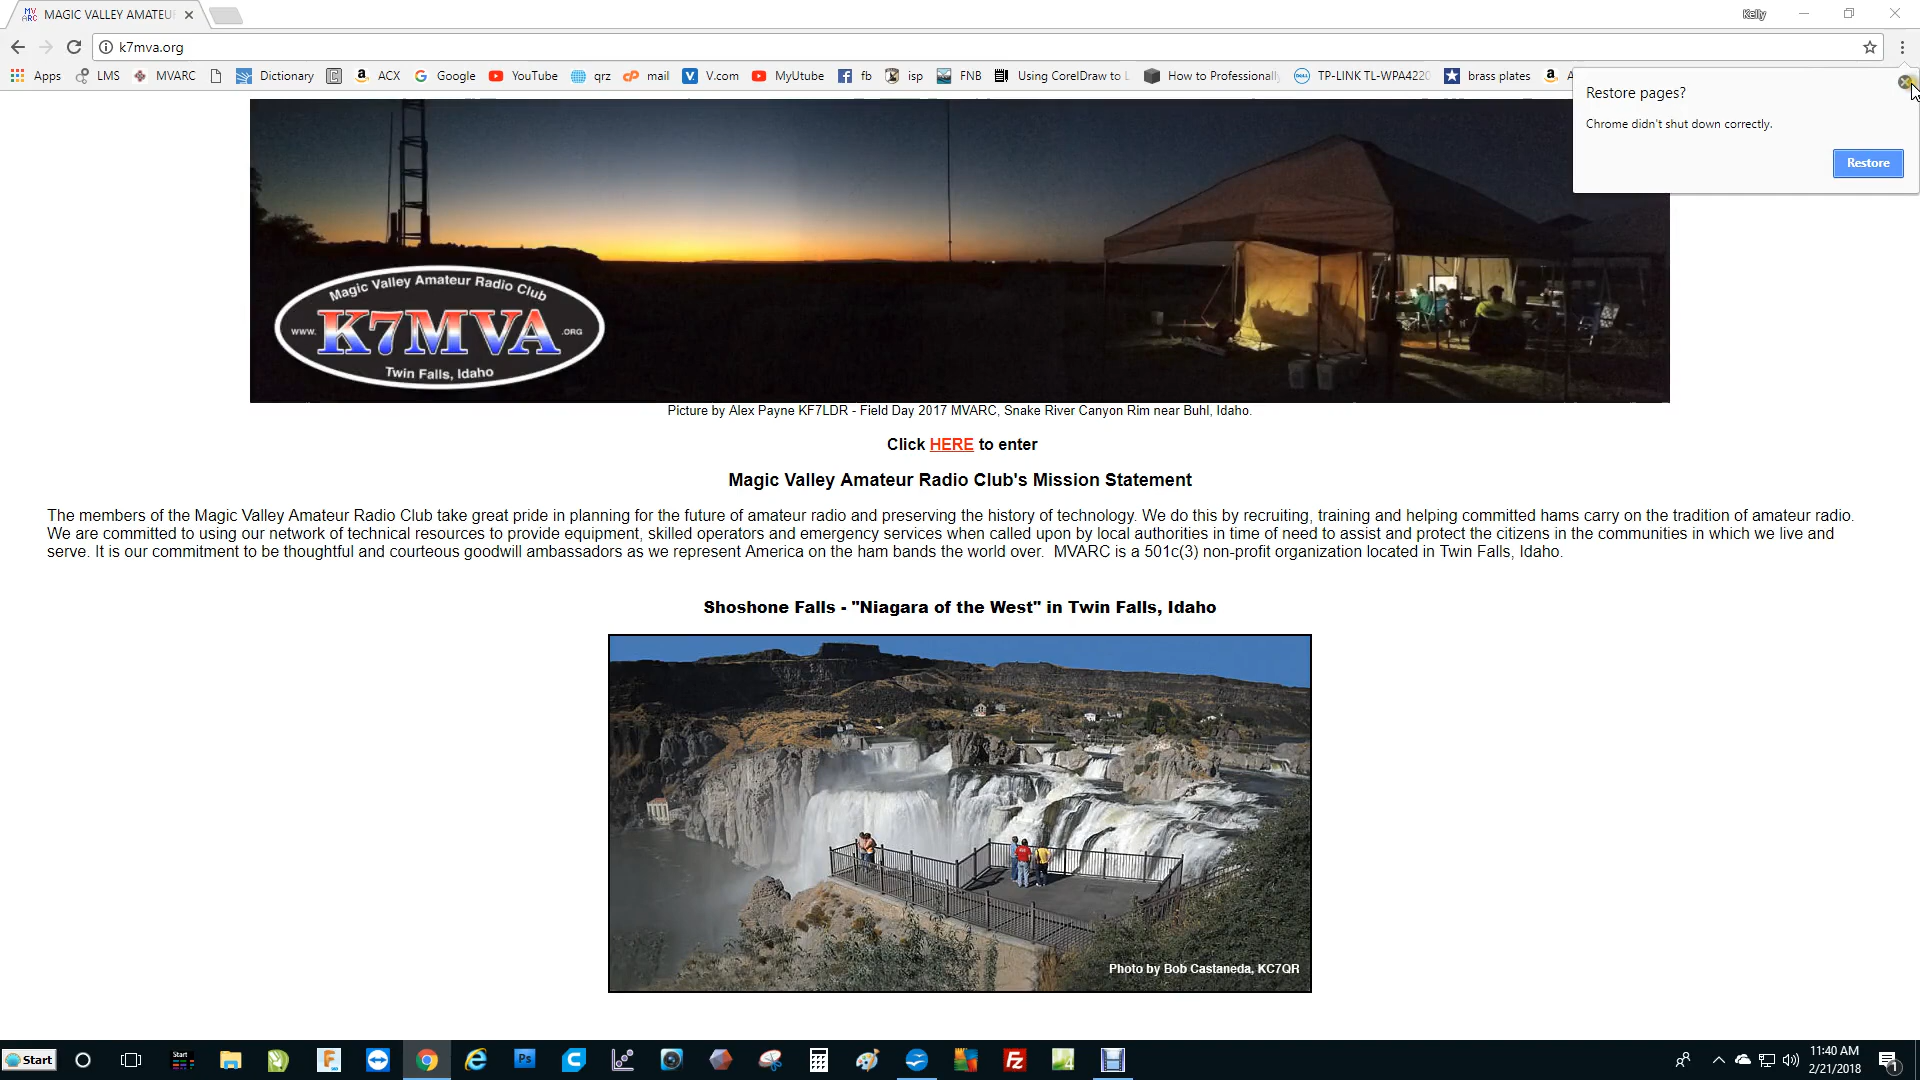 MAGIC VALLEY AMATEU
Kelly
k7mva.org
Apps LMS MVARC Dictionary ACX Google YouTube qrz mail V.com MyUtube fb isp FNB Using CorelDraw to L How to Professionally TP-LINK TL-WPA4220 brass plates
Restore pages?
Chrome didn't shut down correctly.
Restore
Magic Valley Amateur Radio Club
www. K7MVA .ORG
Twin Falls, Idaho
Picture by Alex Payne KF7LDR - Field Day 2017 MVARC, Snake River Canyon Rim near Buhl, Idaho.
Click HERE to enter
Magic Valley Amateur Radio Club's Mission Statement
The members of the Magic Valley Amateur Radio Club take great pride in planning for the future of amateur radio and preserving the history of technology. We do this by recruiting, training and helping committed hams carry on the tradition of amateur radio.
We are committed to using our network of technical resources to provide equipment, skilled operators and emergency services when called upon by local authorities in time of need to assist and protect the citizens in the communities in which we live and
serve. It is our commitment to be thoughtful and courteous goodwill ambassadors as we represent America on the ham bands the world over.  MVARC is a 501c(3) non-profit organization located in Twin Falls, Idaho.
Shoshone Falls - "Niagara of the West" in Twin Falls, Idaho
Photo by Bob Castaneda, KC7QR
Start
11:40 AM
2/21/2018